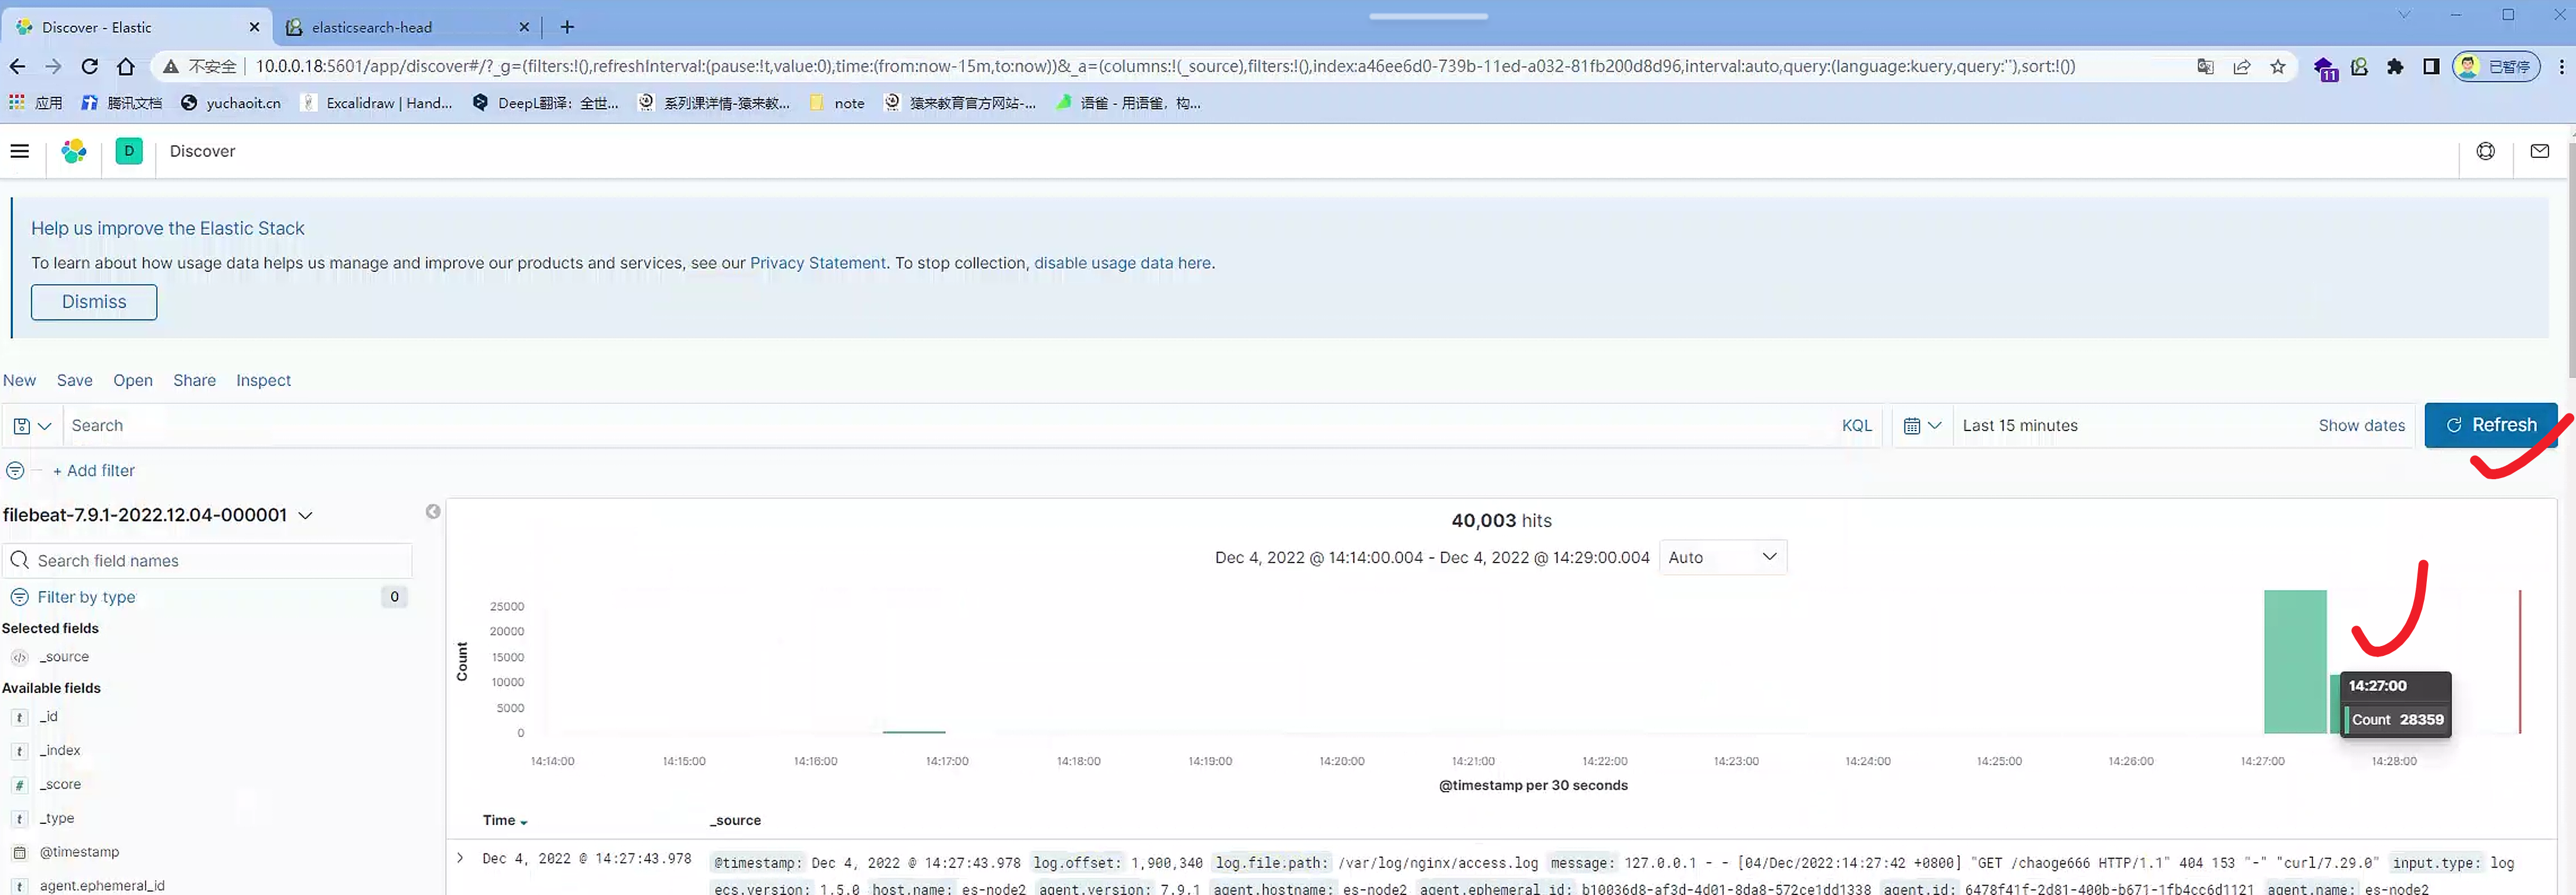 Discover - Elastic
elasticsearch-head
不安全 10.0.0.18:5601/app/discover#/?_g=(filters:!(),refreshInterval:(pause:!t,value:0),time:(from:now-15m,to:now))&_a=(columns:!(_source),filters:!(),index:a46ee6d0-739b-11ed-a032-81fb200d8d96,interval:auto,query:(language:kuery,query:''),sort:!())
11
已暂停
应用 腾讯文档 yuchaoit.cn Excalidraw | Hand... DeepL翻译：全世... 系列课详情-猿来教... note 猿来教育官方网站-... 语雀 - 用语雀，构...
D Discover
Help us improve the Elastic Stack
To learn about how usage data helps us manage and improve our products and services, see our Privacy Statement. To stop collection, disable usage data here.
Dismiss
New Save Open Share Inspect
Search KQL Last 15 minutes Show dates Refresh
+ Add filter
filebeat-7.9.1-2022.12.04-000001
Search field names
Filter by type 0
Selected fields
_source
Available fields
t _id
t _index
# _score
t _type
@timestamp
t agent.ephemeral_id
40,003 hits
Dec 4, 2022 @ 14:14:00.004 - Dec 4, 2022 @ 14:29:00.004 Auto
Count
25000
20000
15000
10000
5000
0
14:27:00
Count 28359
14:14:00 14:15:00 14:16:00 14:17:00 14:18:00 14:19:00 14:20:00 14:21:00 14:22:00 14:23:00 14:24:00 14:25:00 14:26:00 14:27:00 14:28:00
@timestamp per 30 seconds
Time _source
Dec 4, 2022 @ 14:27:43.978 @timestamp: Dec 4, 2022 @ 14:27:43.978 log.offset: 1,900,340 log.file.path: /var/log/nginx/access.log message: 127.0.0.1 - - [04/Dec/2022:14:27:42 +0800] "GET /chaoge666 HTTP/1.1" 404 153 "-" "curl/7.29.0" input.type: log
ecs.version: 1.5.0 host.name: es-node2 agent.version: 7.9.1 agent.hostname: es-node2 agent.ephemeral_id: b10036d8-af3d-4d01-8da8-572ce1dd1338 agent.id: 6478f41f-2d81-400b-b671-1fb4cc6d1121 agent.name: es-node2